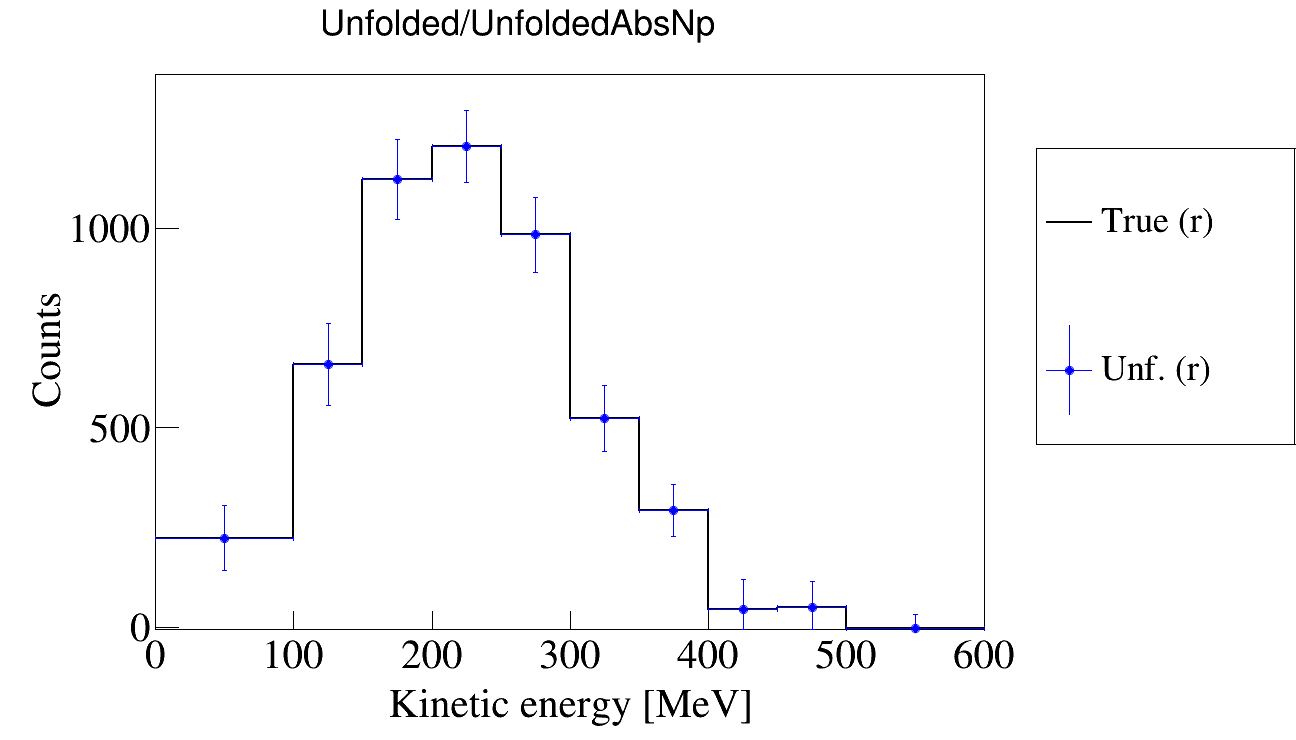 Unfolded/UnfoldedAbsNp
1000
500
0
Counts
0 100 200 300 400 500 600
Kinetic energy [MeV]
True (r)
Unf. (r)